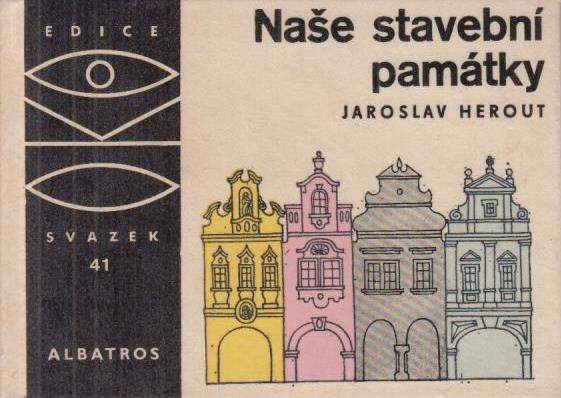 EDICE
SVAZEK
41
ALBATROS
Naše stavební
památky
JAROSLAV HEROUT